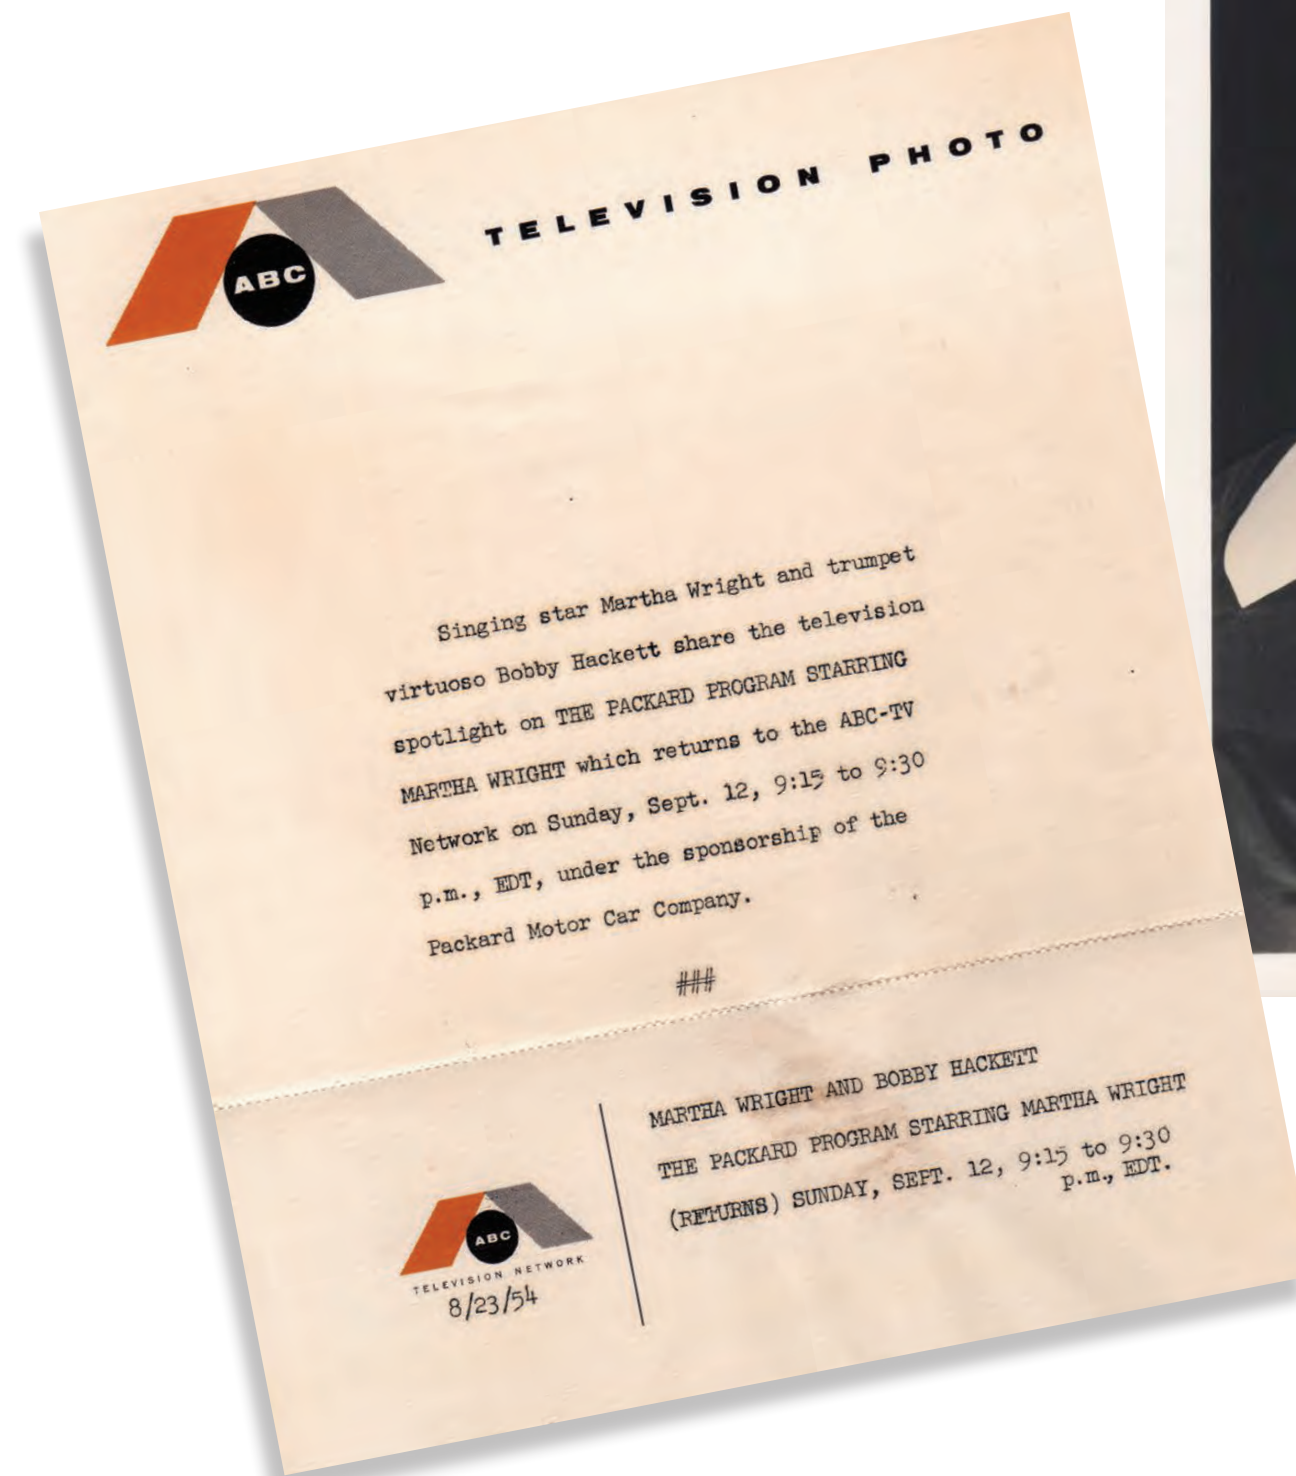 TELEVISION PHOTO
ABC
Singing star Martha Wright and trumpet
virtuoso Bobby Hackett share the television
spotlight on THE PACKARD PROGRAM STARRING
MARTHA WRIGHT which returns to the ABC-TV
Network on Sunday, Sept. 12, 9:15 to 9:30
p.m., EDT, under the sponsorship of the
Packard Motor Car Company.
###
MARTHA WRIGHT AND BOBBY HACKETT
THE PACKARD PROGRAM STARRING MARTHA WRIGHT
(RETURNS) SUNDAY, SEPT. 12, 9:15 to 9:30
p.m., EDT.
ABC
TELEVISION NETWORK
8/23/54